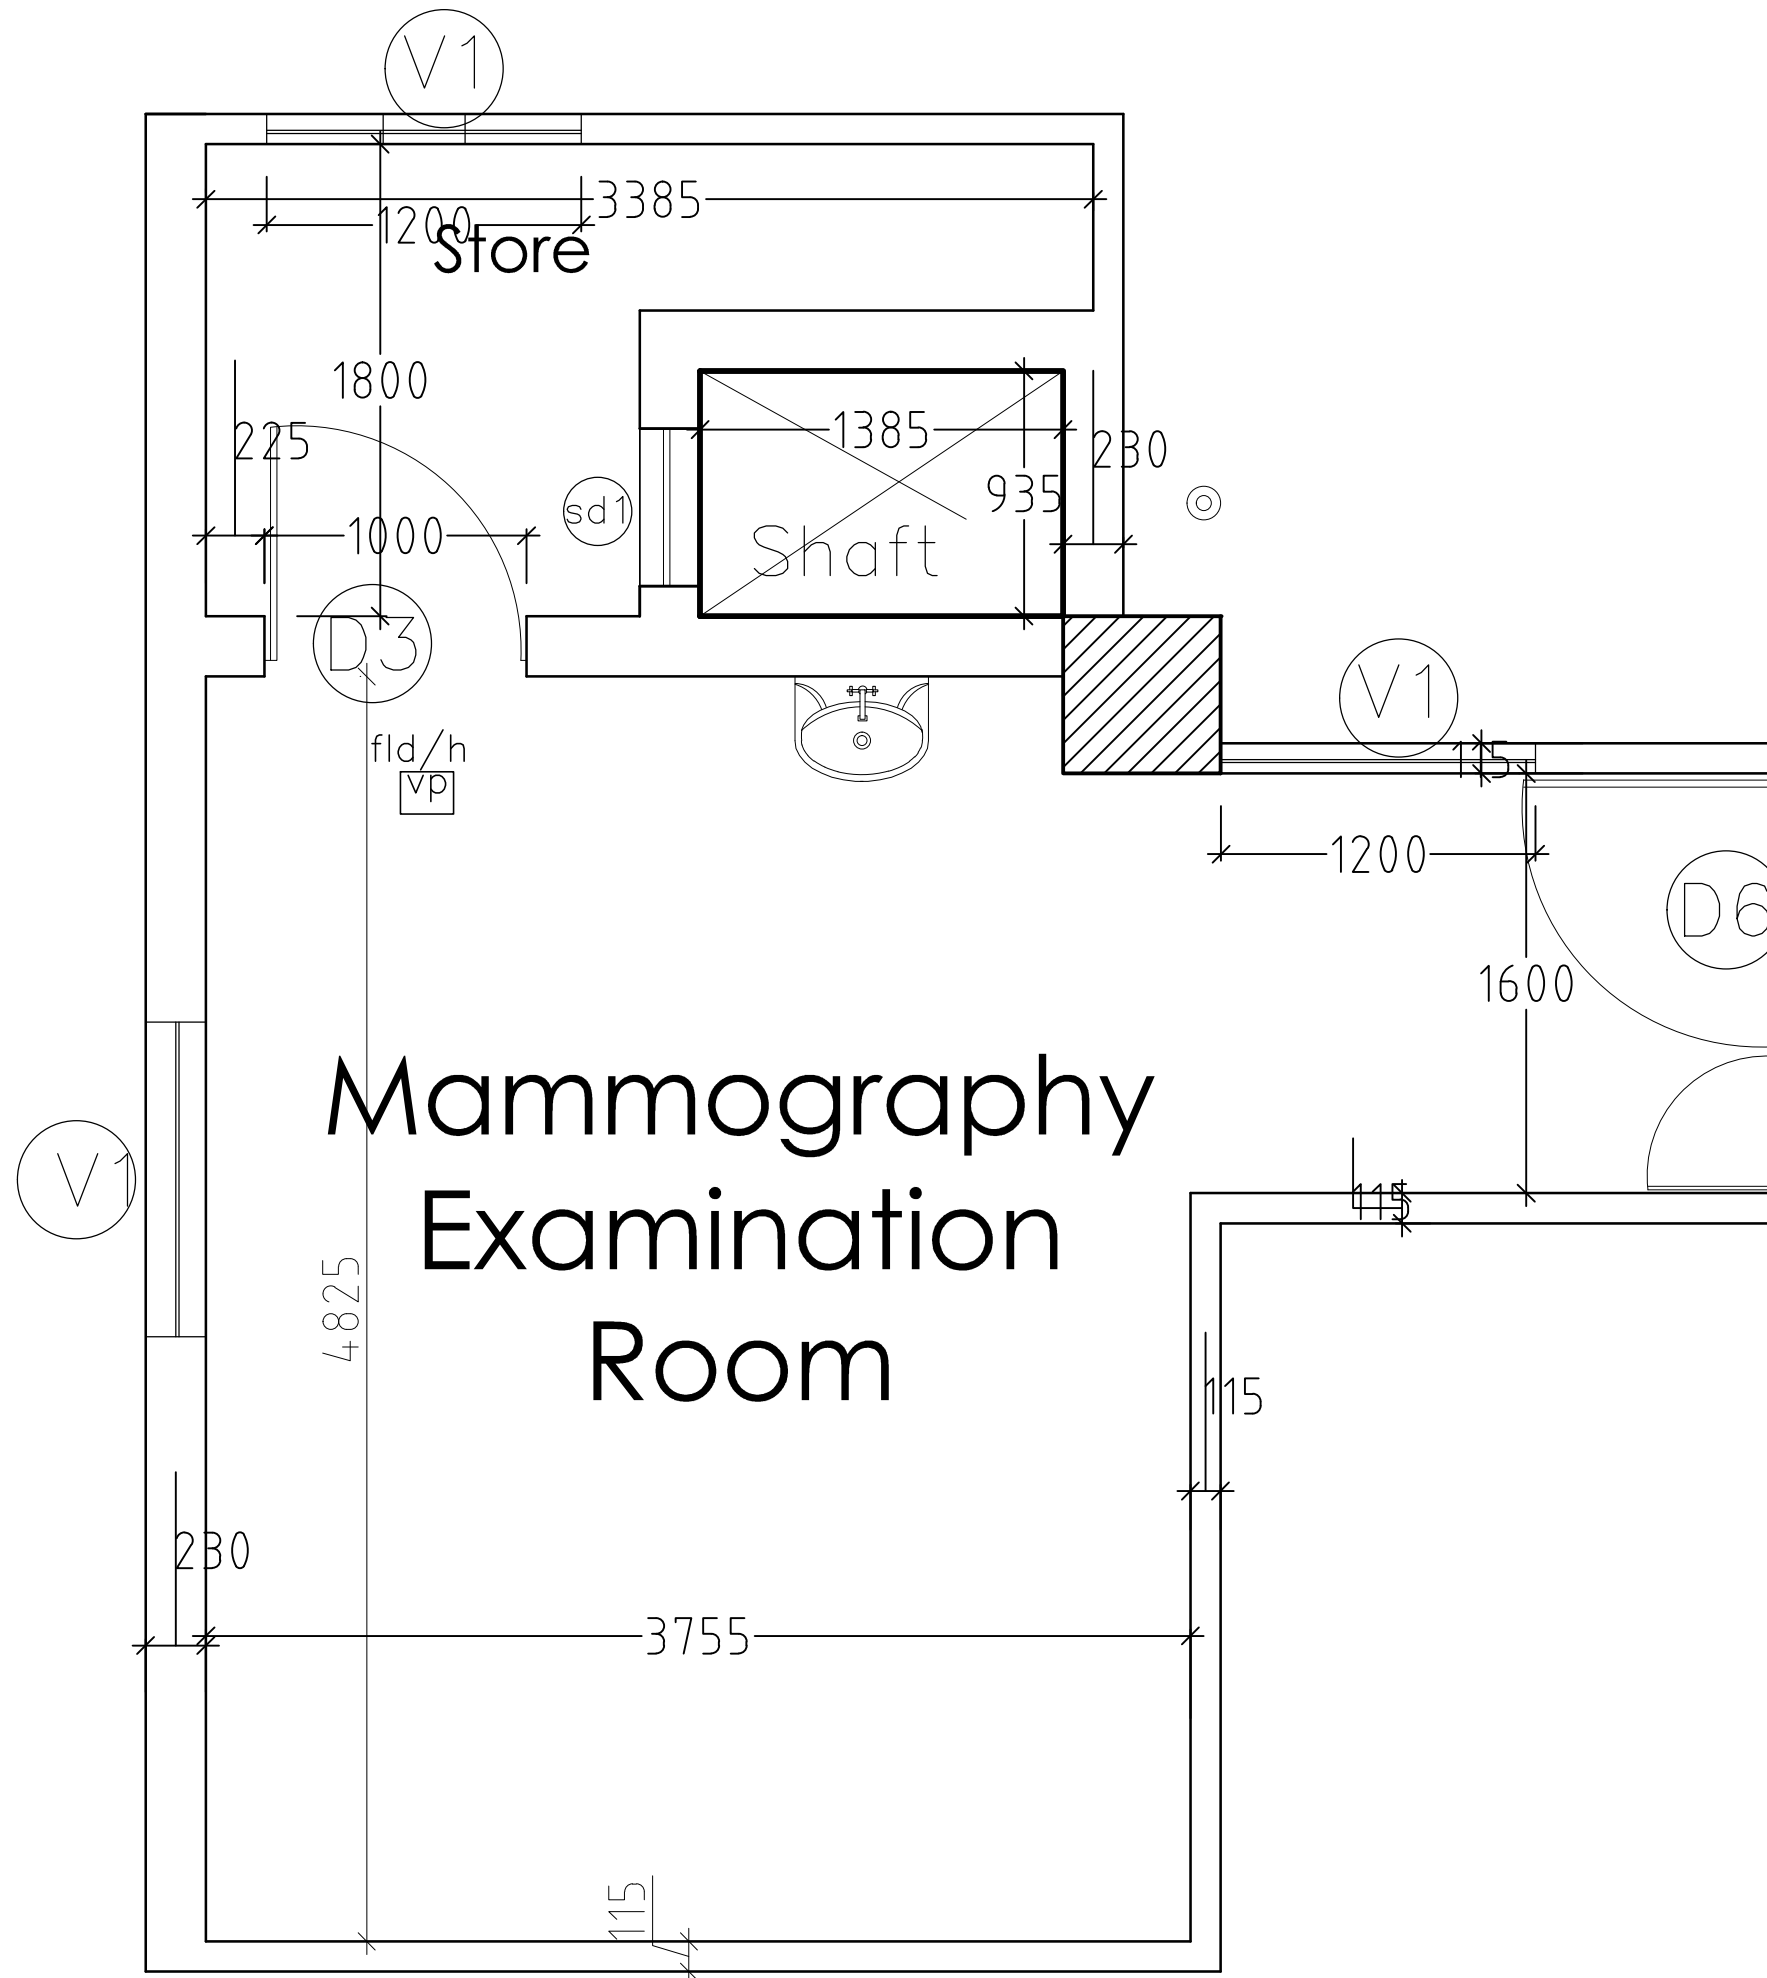 V1
3385
1200
Store
1800
225
1385
230
935
sd1
1000
Shaft
D3
V1
fld/h
vp
115
1200
D6
1600
Mammography
Examination
Room
V1
115
4825
115
230
3755
115